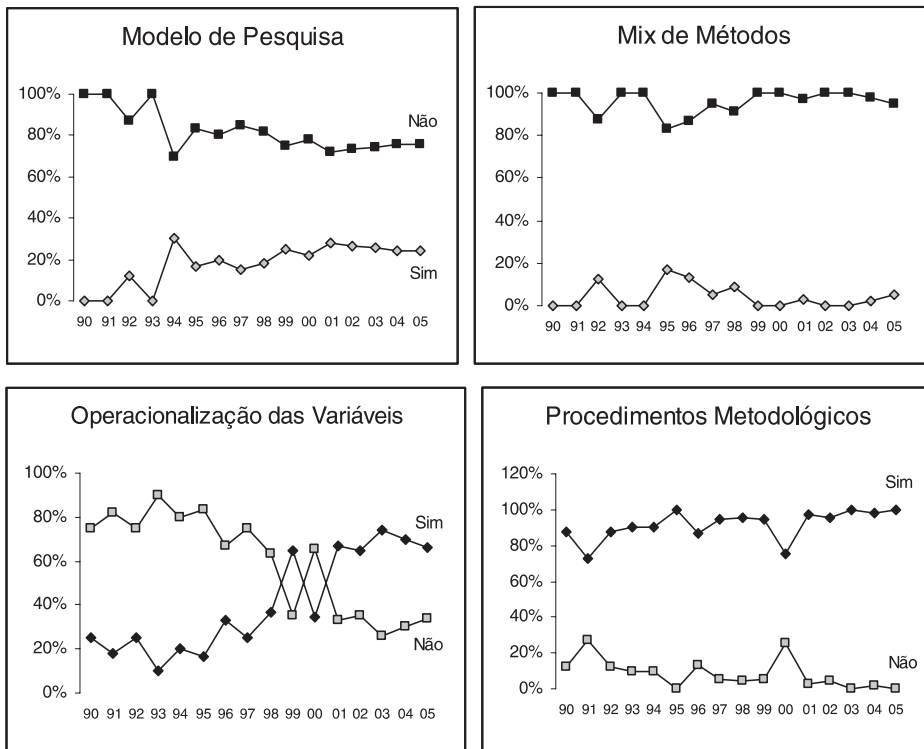 Modelo de Pesquisa
100%
80%
60%
40%
20%
0%
Não
Sim
90 91 92 93 94 95 96 97 98 99 00 01 02 03 04 05
Mix de Métodos
100%
80%
60%
40%
20%
0%
90 91 92 93 94 95 96 97 98 99 00 01 02 03 04 05
Operacionalização das Variáveis
100%
80%
60%
40%
20%
0%
Sim
Não
90 91 92 93 94 95 96 97 98 99 00 01 02 03 04 05
Procedimentos Metodológicos
120%
100%
80%
60%
40%
20%
0%
Sim
Não
90 91 92 93 94 95 96 97 98 99 00 01 02 03 04 05